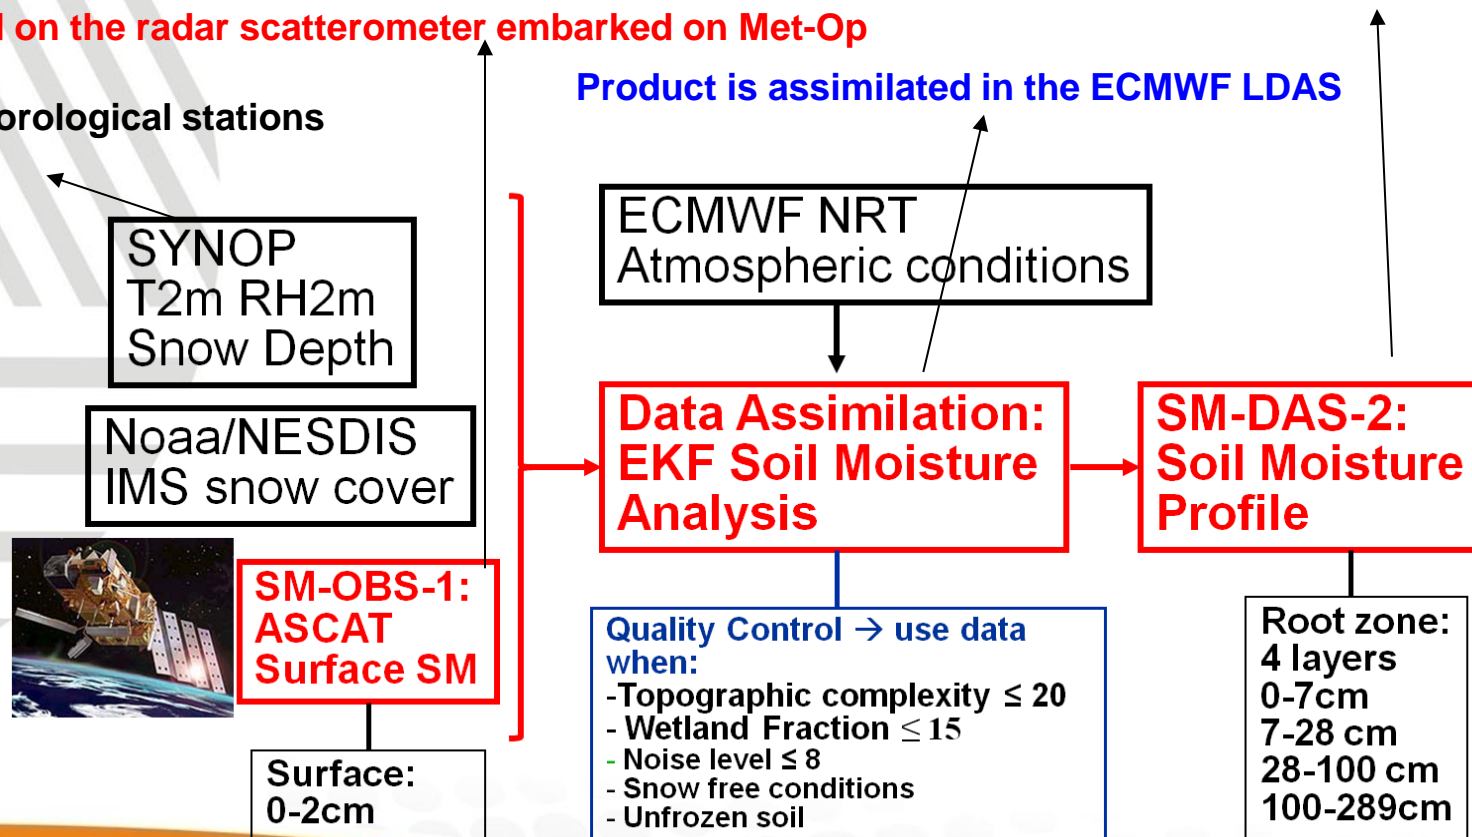 on the radar scatterometer embarked on Met-Op
Product is assimilated in the ECMWF LDAS
orological stations
SYNOP
T2m RH2m
Snow Depth
Noaa/NESDIS
IMS snow cover
SM-OBS-1:
ASCAT
Surface SM
Surface:
0-2cm
ECMWF NRT
Atmospheric conditions
Data Assimilation:
EKF Soil Moisture
Analysis
Quality Control → use data
when:
-Topographic complexity ≤ 20
- Wetland Fraction ≤ 15
- Noise level ≤ 8
- Snow free conditions
- Unfrozen soil
SM-DAS-2:
Soil Moisture
Profile
Root zone:
4 layers
0-7cm
7-28 cm
28-100 cm
100-289cm